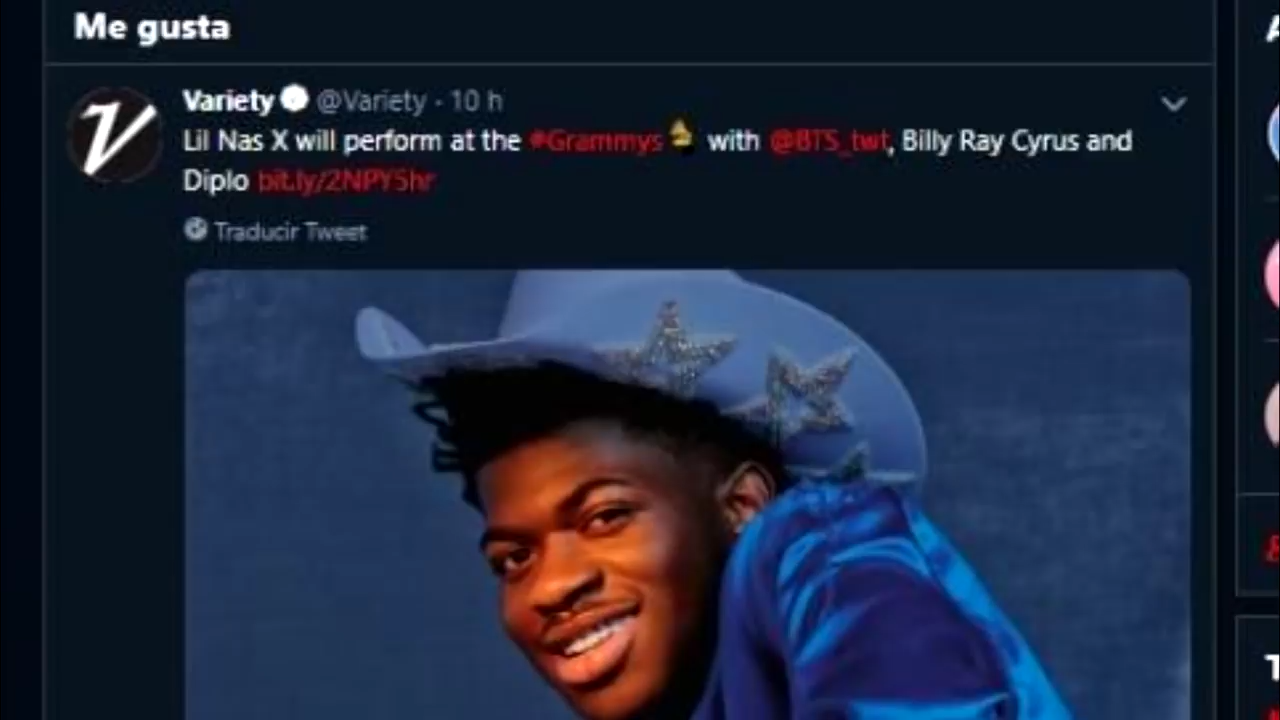 Me gusta
Variety @Variety · 10 h
Lil Nas X will perform at the #Grammys with @BTS_twt, Billy Ray Cyrus and
Diplo bit.ly/2NPY5hr
Traducir Tweet